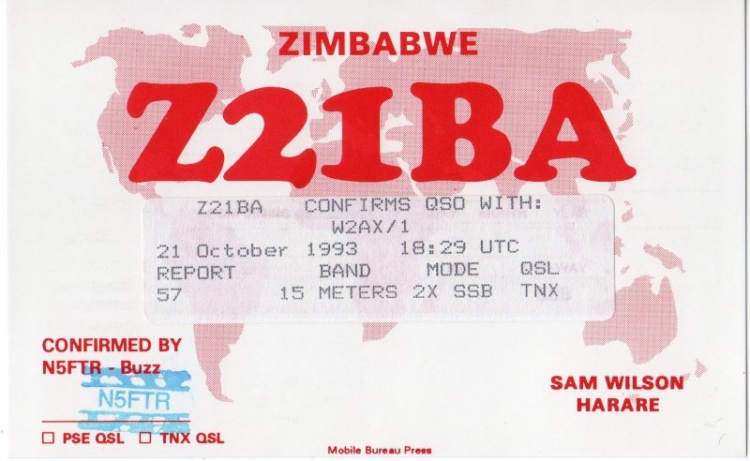 ZIMBABWE
Z21BA
Z21BA CONFIRMS QSO WITH:
W2AX/1
21 October 1993 18:29 UTC
REPORT BAND MODE QSL
57 15 METERS 2X SSB TNX
CONFIRMED BY
N5FTR - Buzz
N5FTR
☐ PSE QSL ☐ TNX QSL
SAM WILSON
HARARE
Mobile Bureau Press